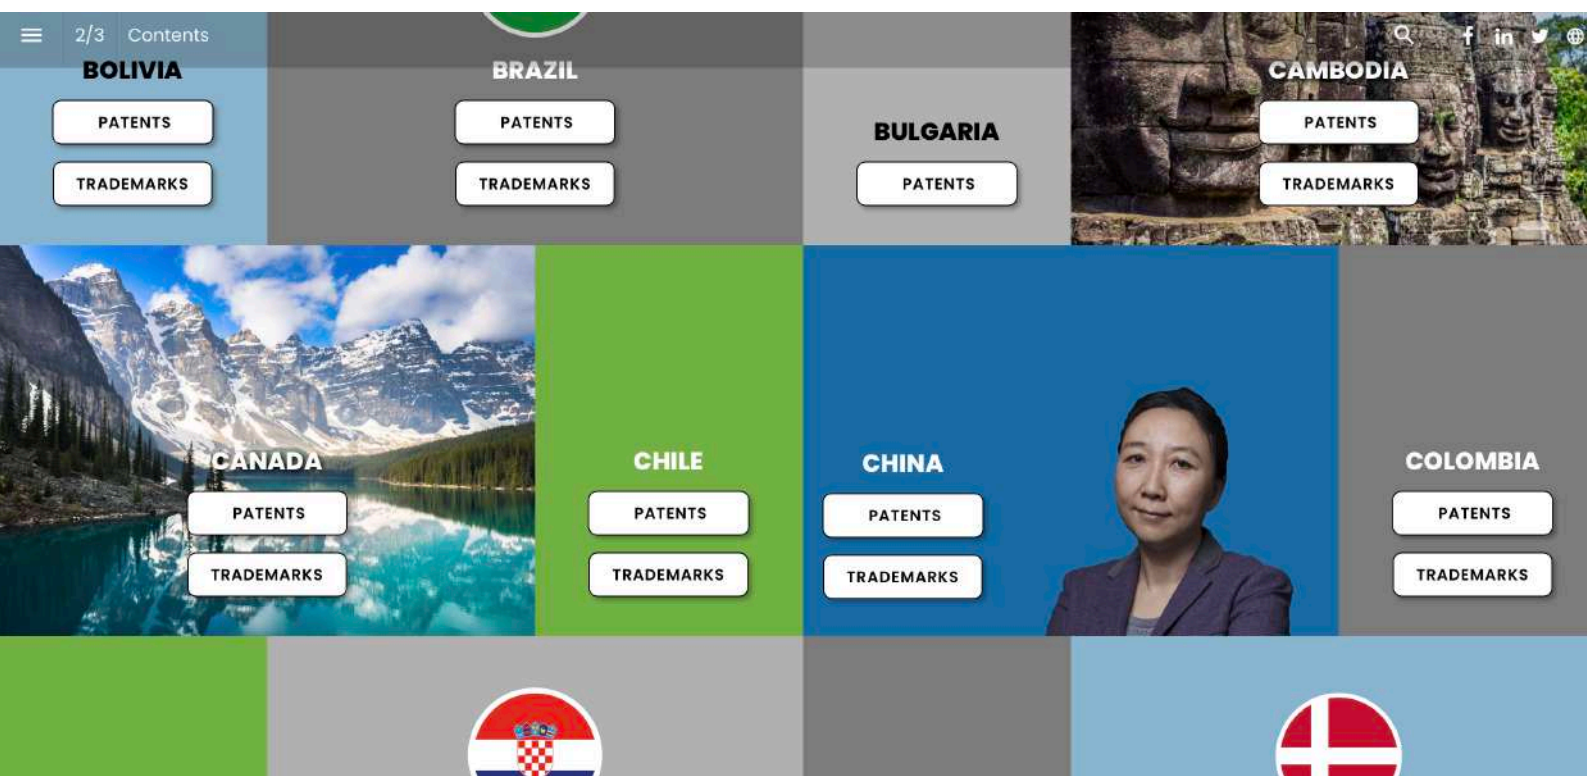 2/3 Contents
BOLIVIA
PATENTS
TRADEMARKS
BRAZIL
PATENTS
TRADEMARKS
BULGARIA
PATENTS
CAMBODIA
PATENTS
TRADEMARKS
CANADA
PATENTS
TRADEMARKS
CHILE
PATENTS
TRADEMARKS
CHINA
PATENTS
TRADEMARKS
COLOMBIA
PATENTS
TRADEMARKS